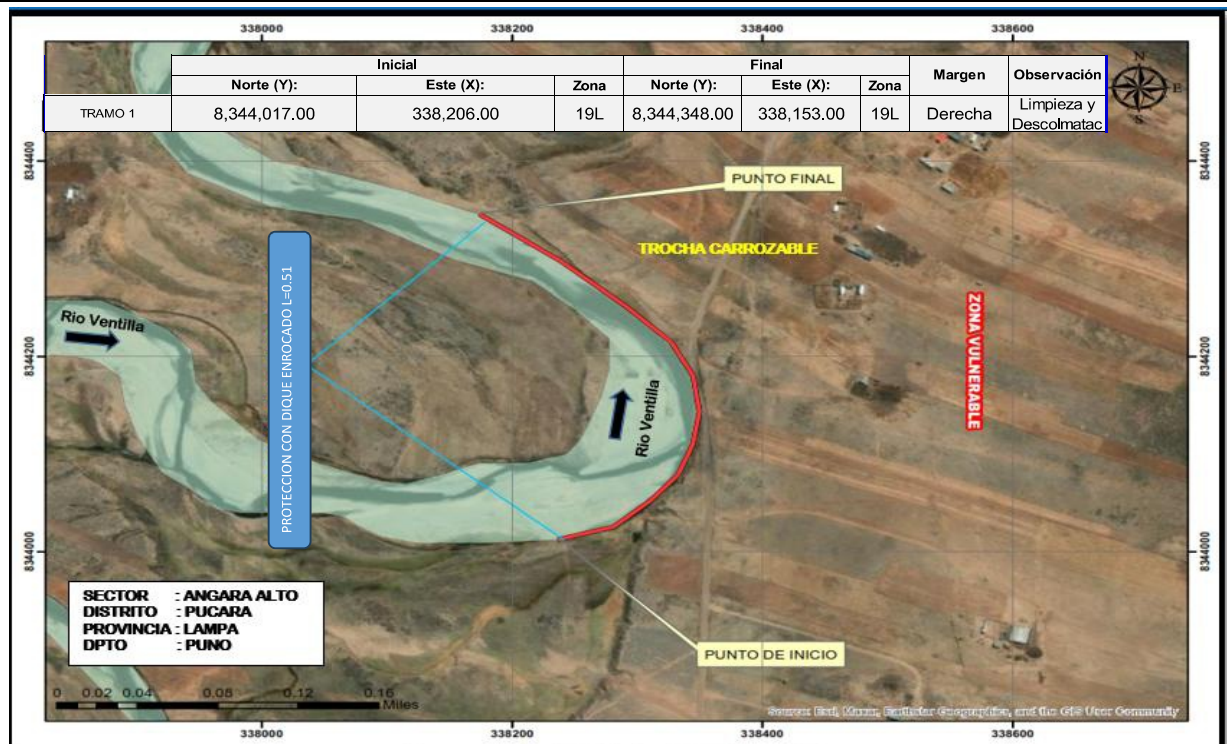 338000 338200 338400 338600
Inicial Final Margen Observación
Norte (Y): Este (X): Zona Norte (Y): Este (X): Zona
TRAMO 1 8,344,017.00 338,206.00 19L 8,344,348.00 338,153.00 19L Derecha Limpieza y
Descolmatac
N
E
S
8344400 8344400
PUNTO FINAL
TROCHA CARROZABLE
PROTECCION CON DIQUE ENROCADO L=0.51
Rio Ventilla
ZONA VULNERABLE
8344200 8344200
Rio Ventilla
8344000 8344000
SECTOR : ANGARA ALTO
DISTRITO : PUCARA
PROVINCIA : LAMPA
DPTO : PUNO
PUNTO DE INICIO
0 0.02 0.04 0.08 0.12 0.16
Miles
Source: Esri, Maxar, Earthstar Geographics, and the GIS User Community
338000 338200 338400 338600